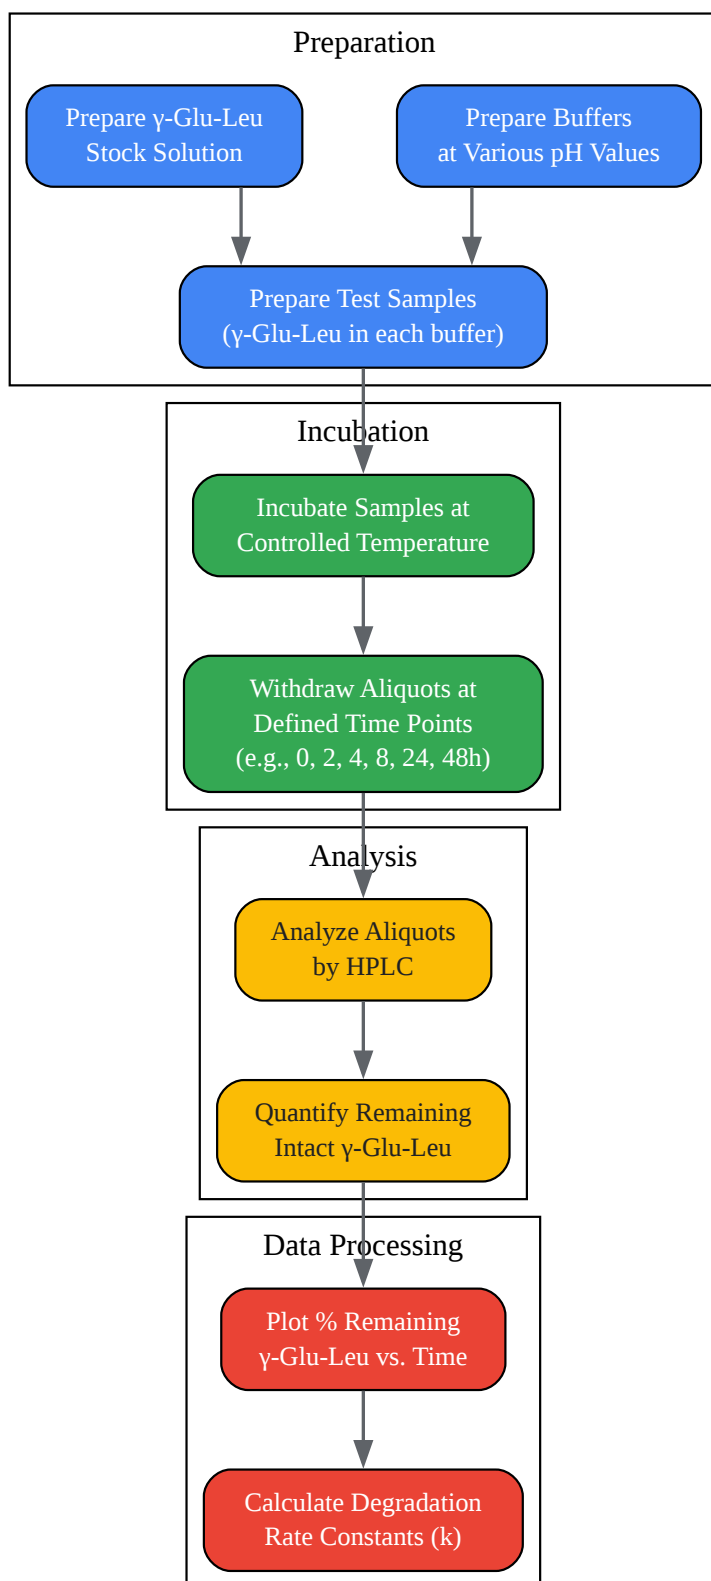 Preparation
Prepare γ-Glu-Leu
Stock Solution
Prepare Buffers
at Various pH Values
Prepare Test Samples
(γ-Glu-Leu in each buffer)
Incubation
Incubate Samples at
Controlled Temperature
Withdraw Aliquots at
Defined Time Points
(e.g., 0, 2, 4, 8, 24, 48h)
Analysis
Analyze Aliquots
by HPLC
Quantify Remaining
Intact γ-Glu-Leu
Data Processing
Plot % Remaining
γ-Glu-Leu vs. Time
Calculate Degradation
Rate Constants (k)